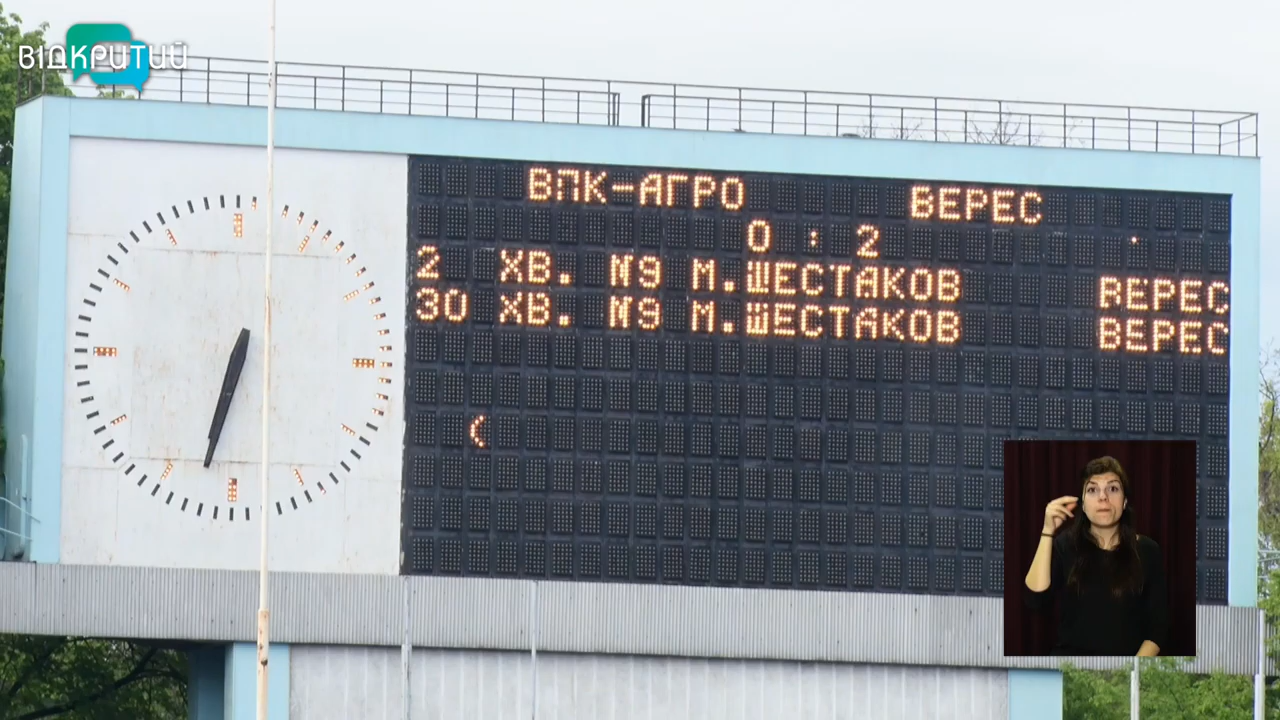 ВІДКРИТИЙ
ВПК-АГРО ВЕРЕС
0 : 2
2 ХВ. №9 М.ШЕСТАКОВ ВЕРЕС
30 ХВ. №9 М.ШЕСТАКОВ ВЕРЕС